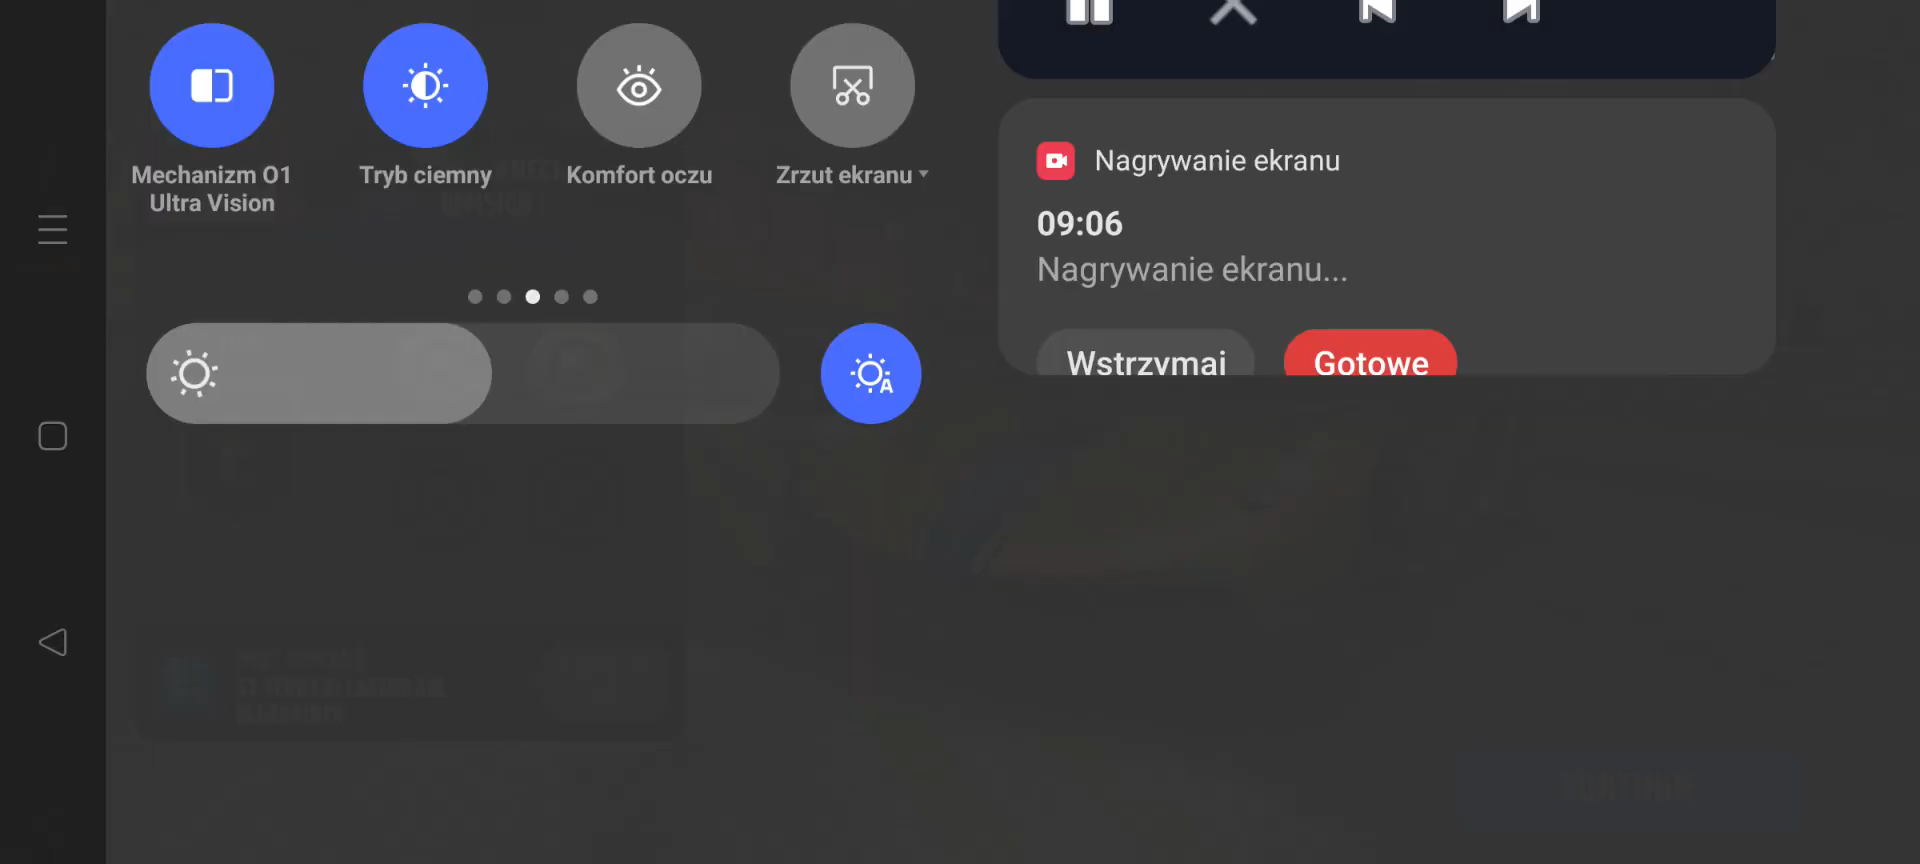 Mechanizm O1
Ultra Vision
Tryb ciemny
Komfort oczu
Zrzut ekranu
Nagrywanie ekranu
09:06
Nagrywanie ekranu...
Wstrzymaj
Gotowe